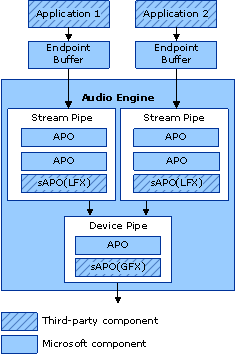 Application 1
Application 2
Endpoint
Buffer
Endpoint
Buffer
Audio Engine
Stream Pipe
APO
APO
sAPO(LFX)
Stream Pipe
APO
APO
sAPO(LFX)
Device Pipe
APO
sAPO(GFX)
Third-party component
Microsoft component